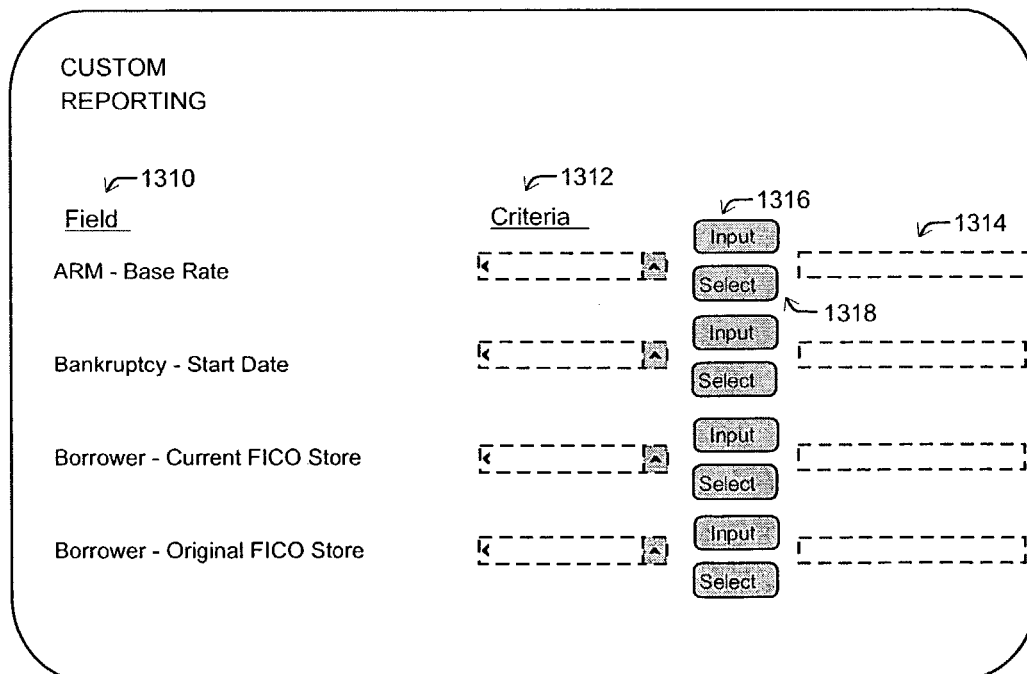 CUSTOM
REPORTING
1310
1312
1316
1314
Field
Criteria
Input
ARM - Base Rate
<
^
Select
1318
Input
Bankruptcy - Start Date
<
^
Select
Input
Borrower - Current FICO Store
<
^
Select
Input
Borrower - Original FICO Store
<
^
Select